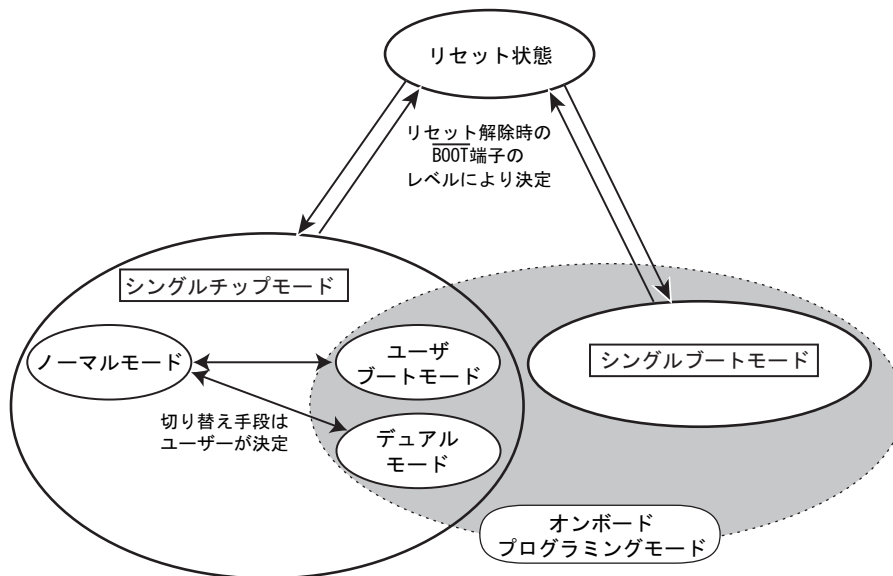 リセット状態
リセット解除時の
BOOT端子の
レベルにより決定
シングルチップモード
ノーマルモード
ユーザ
ブートモード
シングルブートモード
切り替え手段は
ユーザーが決定
デュアル
モード
オンボード
プログラミングモード